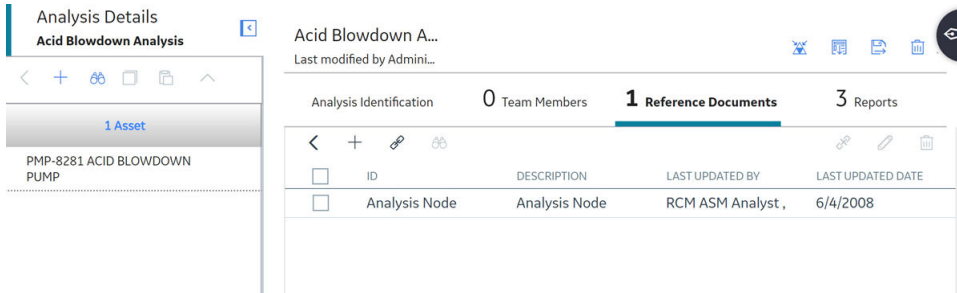 Analysis Details
Acid Blowdown Analysis
1 Asset
PMP-8281 ACID BLOWDOWN
PUMP
Acid Blowdown A...
Last modified by Admini...
Analysis Identification
0 Team Members
1 Reference Documents
3 Reports
ID DESCRIPTION LAST UPDATED BY LAST UPDATED DATE
Analysis Node Analysis Node RCM ASM Analyst , 6/4/2008